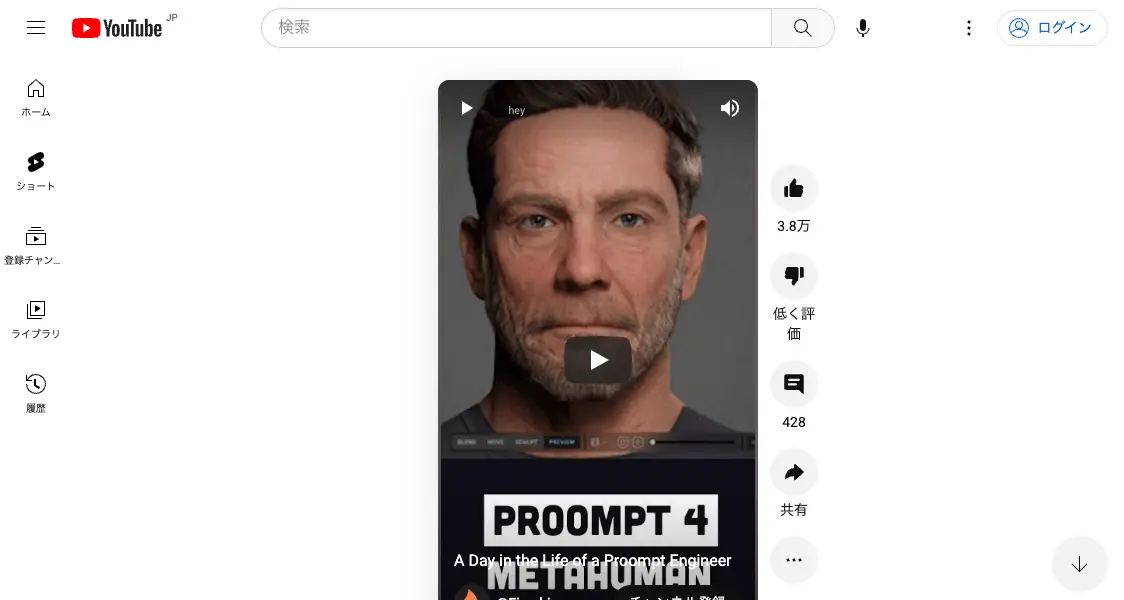 YouTube JP
検索
ログイン
ホーム
ショート
登録チャン...
ライブラリ
履歴
hey
3.8万
低く評
価
428
共有
BLEND MOVE SCULPT PREVIEW
PROOMPT 4
A Day in the Life of a Proompt Engineer
METAHUMAN
チャンネル登録